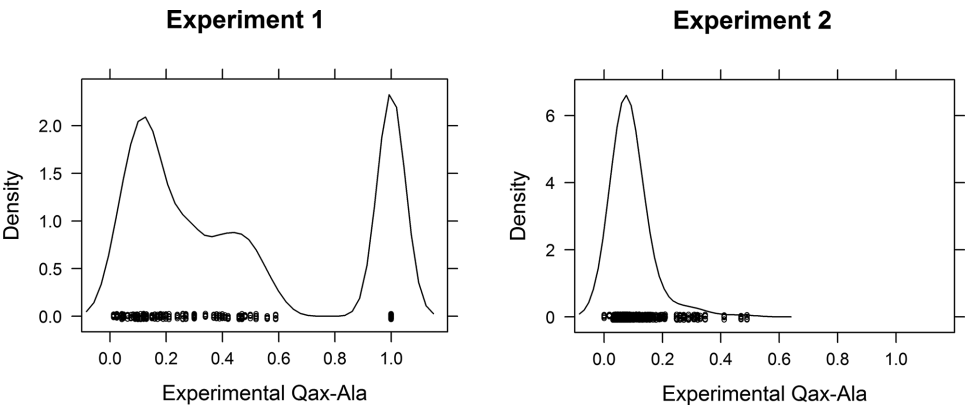 Experiment 1
Experiment 2
Density
2.0
1.5
1.0
0.5
0.0
0.0 0.2 0.4 0.6 0.8 1.0
Experimental Qax-Ala
Density
6
4
2
0
0.0 0.2 0.4 0.6 0.8 1.0
Experimental Qax-Ala